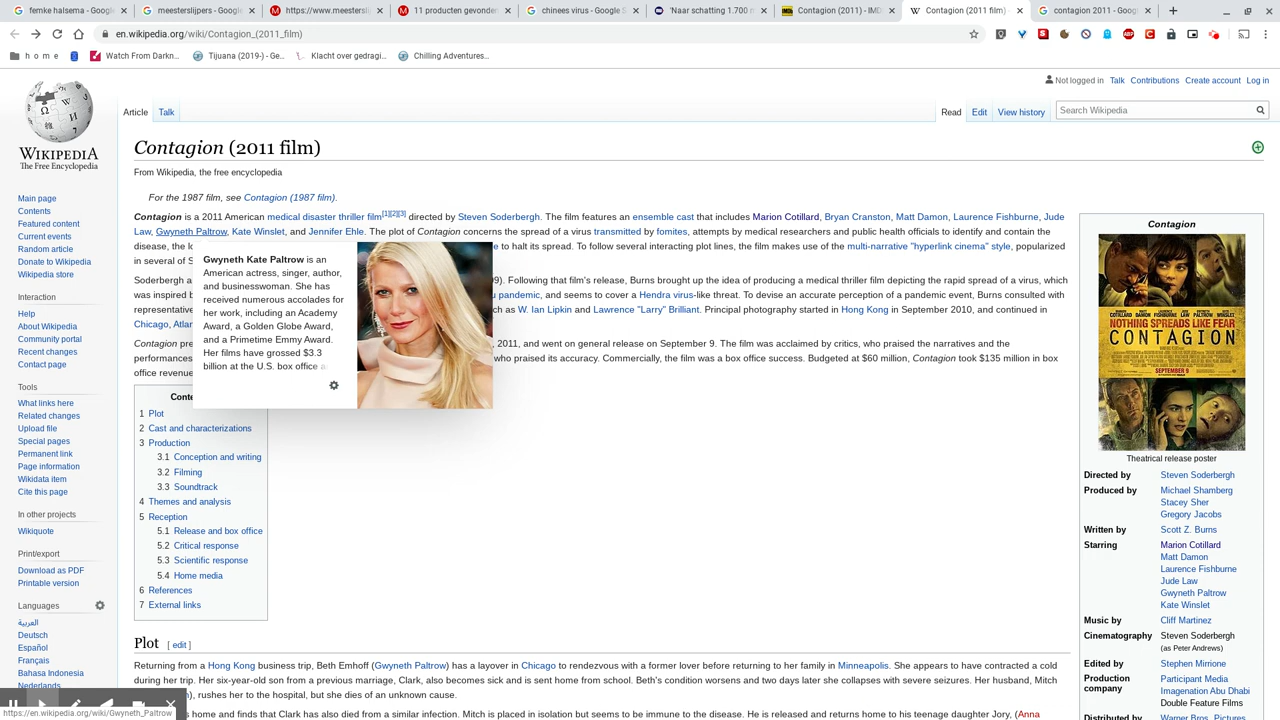 femke halsema - Google
meesterslijpers - Google
https://www.meestersli
11 producten gevonden
chinees virus - Google S
'Naar schatting 1.700 m
Contagion (2011) - IMD
Contagion (2011 film) -
contagion 2011 - Goog
en.wikipedia.org/wiki/Contagion_(2011_film)
h o m e
Watch From Darkn...
Tijuana (2019-) - Ge...
Klacht over gedragi...
Chilling Adventures...
Not logged in Talk Contributions Create account Log in
Article Talk Read Edit View history Search Wikipedia
WIKIPEDIA
The Free Encyclopedia
Main page
Contents
Featured content
Current events
Random article
Donate to Wikipedia
Wikipedia store
Interaction
Help
About Wikipedia
Community portal
Recent changes
Contact page
Tools
What links here
Related changes
Upload file
Special pages
Permanent link
Page information
Wikidata item
Cite this page
In other projects
Wikiquote
Print/export
Download as PDF
Printable version
Languages
العربية
Deutsch
Español
Français
Bahasa Indonesia
Nederlands
https://en.wikipedia.org/wiki/Gwyneth_Paltrow
Contagion (2011 film)
From Wikipedia, the free encyclopedia
For the 1987 film, see Contagion (1987 film).
Contagion is a 2011 American medical disaster thriller film[1][2][3] directed by Steven Soderbergh. The film features an ensemble cast that includes Marion Cotillard, Bryan Cranston, Matt Damon, Laurence Fishburne, Jude
Law, Gwyneth Paltrow, Kate Winslet, and Jennifer Ehle. The plot of Contagion concerns the spread of a virus transmitted by fomites, attempts by medical researchers and public health officials to identify and contain the
disease, the lo e to halt its spread. To follow several interacting plot lines, the film makes use of the multi-narrative "hyperlink cinema" style, popularized
in several of S
Soderbergh a 09). Following that film's release, Burns brought up the idea of producing a medical thriller film depicting the rapid spread of a virus, which
was inspired b u pandemic, and seems to cover a Hendra virus-like threat. To devise an accurate perception of a pandemic event, Burns consulted with
representative ch as W. Ian Lipkin and Lawrence "Larry" Brilliant. Principal photography started in Hong Kong in September 2010, and continued in
Chicago, Atlan
Contagion pre , 2011, and went on general release on September 9. The film was acclaimed by critics, who praised the narratives and the
performances who praised its accuracy. Commercially, the film was a box office success. Budgeted at $60 million, Contagion took $135 million in box
office revenue
Gwyneth Kate Paltrow is an
American actress, singer, author,
and businesswoman. She has
received numerous accolades for
her work, including an Academy
Award, a Golden Globe Award,
and a Primetime Emmy Award.
Her films have grossed $3.3
billion at the U.S. box office a
Conte
1 Plot
2 Cast and characterizations
3 Production
3.1 Conception and writing
3.2 Filming
3.3 Soundtrack
4 Themes and analysis
5 Reception
5.1 Release and box office
5.2 Critical response
5.3 Scientific response
5.4 Home media
6 References
7 External links
Plot [ edit ]
Returning from a Hong Kong business trip, Beth Emhoff (Gwyneth Paltrow) has a layover in Chicago to rendezvous with a former lover before returning to her family in Minneapolis. She appears to have contracted a cold
during her trip. Her six-year-old son from a previous marriage, Clark, also becomes sick and is sent home from school. Beth's condition worsens and two days later she collapses with severe seizures. Her husband, Mitch
), rushes her to the hospital, but she dies of an unknown cause.
s home and finds that Clark has also died from a similar infection. Mitch is placed in isolation but seems to be immune to the disease. He is released and returns home to his teenage daughter Jory, (Anna
Contagion
NOTHING SPREADS LIKE FEAR
CONTAGION
SEPTEMBER 9
Theatrical release poster
Directed by Steven Soderbergh
Produced by Michael Shamberg
Stacey Sher
Gregory Jacobs
Written by Scott Z. Burns
Starring Marion Cotillard
Matt Damon
Laurence Fishburne
Jude Law
Gwyneth Paltrow
Kate Winslet
Music by Cliff Martinez
Cinematography Steven Soderbergh
(as Peter Andrews)
Edited by Stephen Mirrione
Production Participant Media
company Imagenation Abu Dhabi
Double Feature Films
Distributed by Warner Bros. Pictures